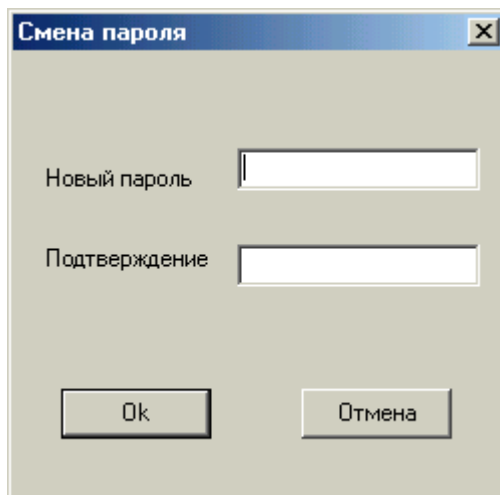 Смена пароля
Новый пароль
Подтверждение
Ok Отмена